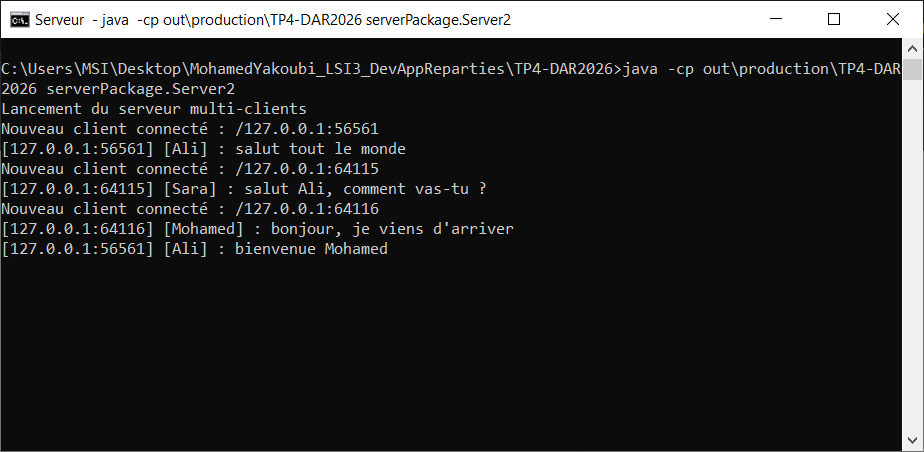 Serveur - java -cp out\production\TP4-DAR2026 serverPackage.Server2
C:\Users\MSI\Desktop\MohamedYakoubi_LSI3_DevAppReparties\TP4-DAR2026>java -cp out\production\TP4-DAR
2026 serverPackage.Server2
Lancement du serveur multi-clients
Nouveau client connecté : /127.0.0.1:56561
[127.0.0.1:56561] [Ali] : salut tout le monde
Nouveau client connecté : /127.0.0.1:64115
[127.0.0.1:64115] [Sara] : salut Ali, comment vas-tu ?
Nouveau client connecté : /127.0.0.1:64116
[127.0.0.1:64116] [Mohamed] : bonjour, je viens d'arriver
[127.0.0.1:56561] [Ali] : bienvenue Mohamed